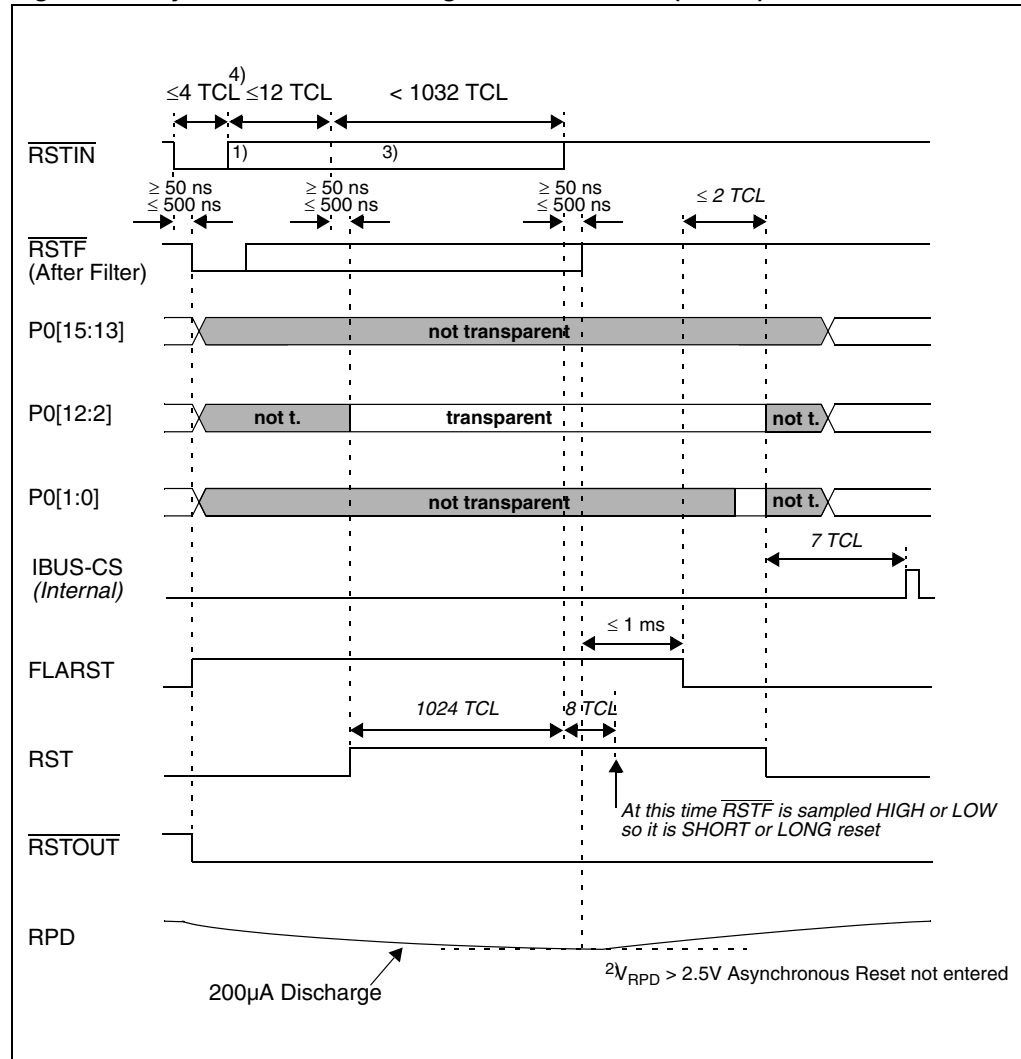 4)
≤4 TCL ≤12 TCL < 1032 TCL
RSTIN
1) 3)
≥ 50 ns ≥ 50 ns ≥ 50 ns
≤ 500 ns ≤ 500 ns ≤ 500 ns
≤ 2 TCL
RSTF
(After Filter)
P0[15:13]
not transparent
P0[12:2]
not t. transparent not t.
P0[1:0]
not transparent not t.
7 TCL
IBUS-CS
(Internal)
≤ 1 ms
FLARST
1024 TCL 8 TCL
RST
At this time RSTF is sampled HIGH or LOW
so it is SHORT or LONG reset
RSTOUT
RPD
200µA Discharge
2) VRPD > 2.5V Asynchronous Reset not entered